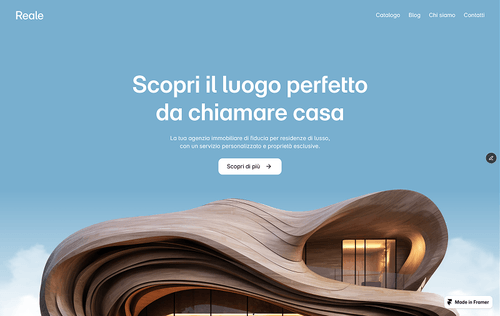 Reale
Catalogo Blog Chi siamo Contatti
Scopri il luogo perfetto
da chiamare casa
La tua agenzia immobiliare di fiducia per residenze di lusso,
con un servizio personalizzato e proprietà esclusive.
Scopri di più
Made in Framer